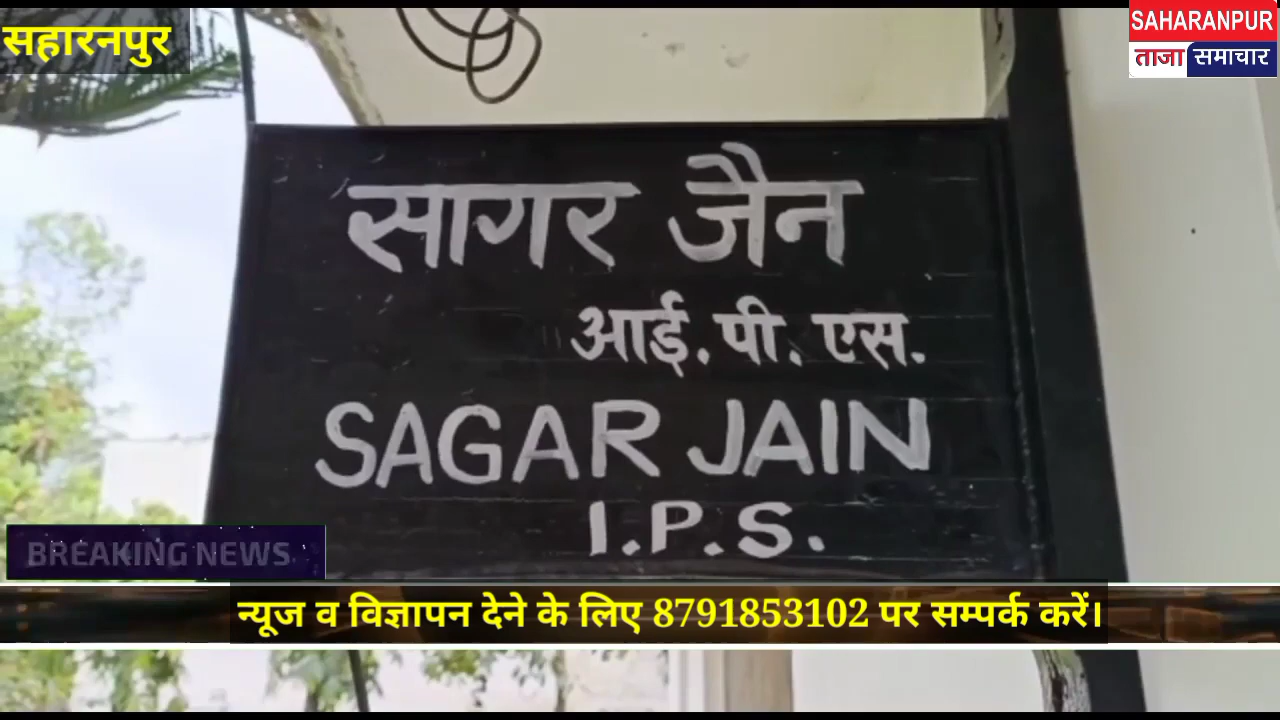 सहारनपुर
SAHARANPUR
ताजा समाचार
सागर जैन
आई.पी.एस.
SAGAR JAIN
I.P.S.
BREAKING NEWS
न्यूज व विज्ञापन देने के लिए 8791853102 पर सम्पर्क करें।